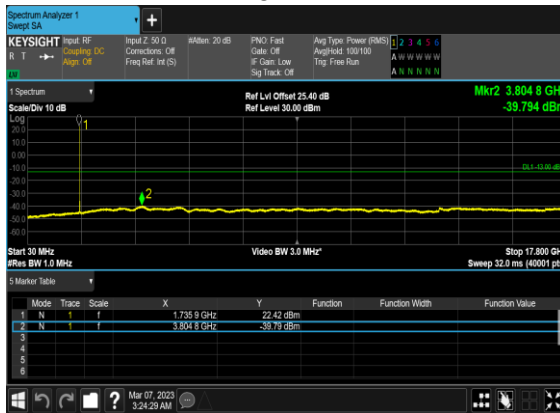 Spectrum Analyzer 1
Swept SA
KEYSIGHT Input: RF Input Z: 50 Ω #Atten: 20 dB PNO: Fast Avg Type: Power (RMS) 1 2 3 4 5 6
R T Coupling: DC Corrections: Off Gate: Off Avg|Hold: 100/100 A W W W W W
Align: Off Freq Ref: Int (S) IF Gain: Low Trig: Free Run
Sig Track: Off A N N N N N
1 Spectrum Ref Lvl Offset 25.40 dB Mkr2 3.804 8 GH
Scale/Div 10 dB Ref Level 30.00 dBm -39.794 dB
Log
20.0
10.0
0.00
-10.0
DL1 -13.00 dB
-20.0
-30.0
-40.0
-50.0
-60.0
1
2
Start 30 MHz Video BW 3.0 MHz* Stop 17.800 GH
#Res BW 1.0 MHz Sweep 32.0 ms (40001 pt
5 Marker Table
Mode Trace Scale X Y Function Function Width Function Value
1 N 1 f 1.735 9 GHz 22.42 dBm
2 N 1 f 3.804 8 GHz -39.79 dBm
3
4
5
6
? Mar 07, 2023
3:24:29 AM